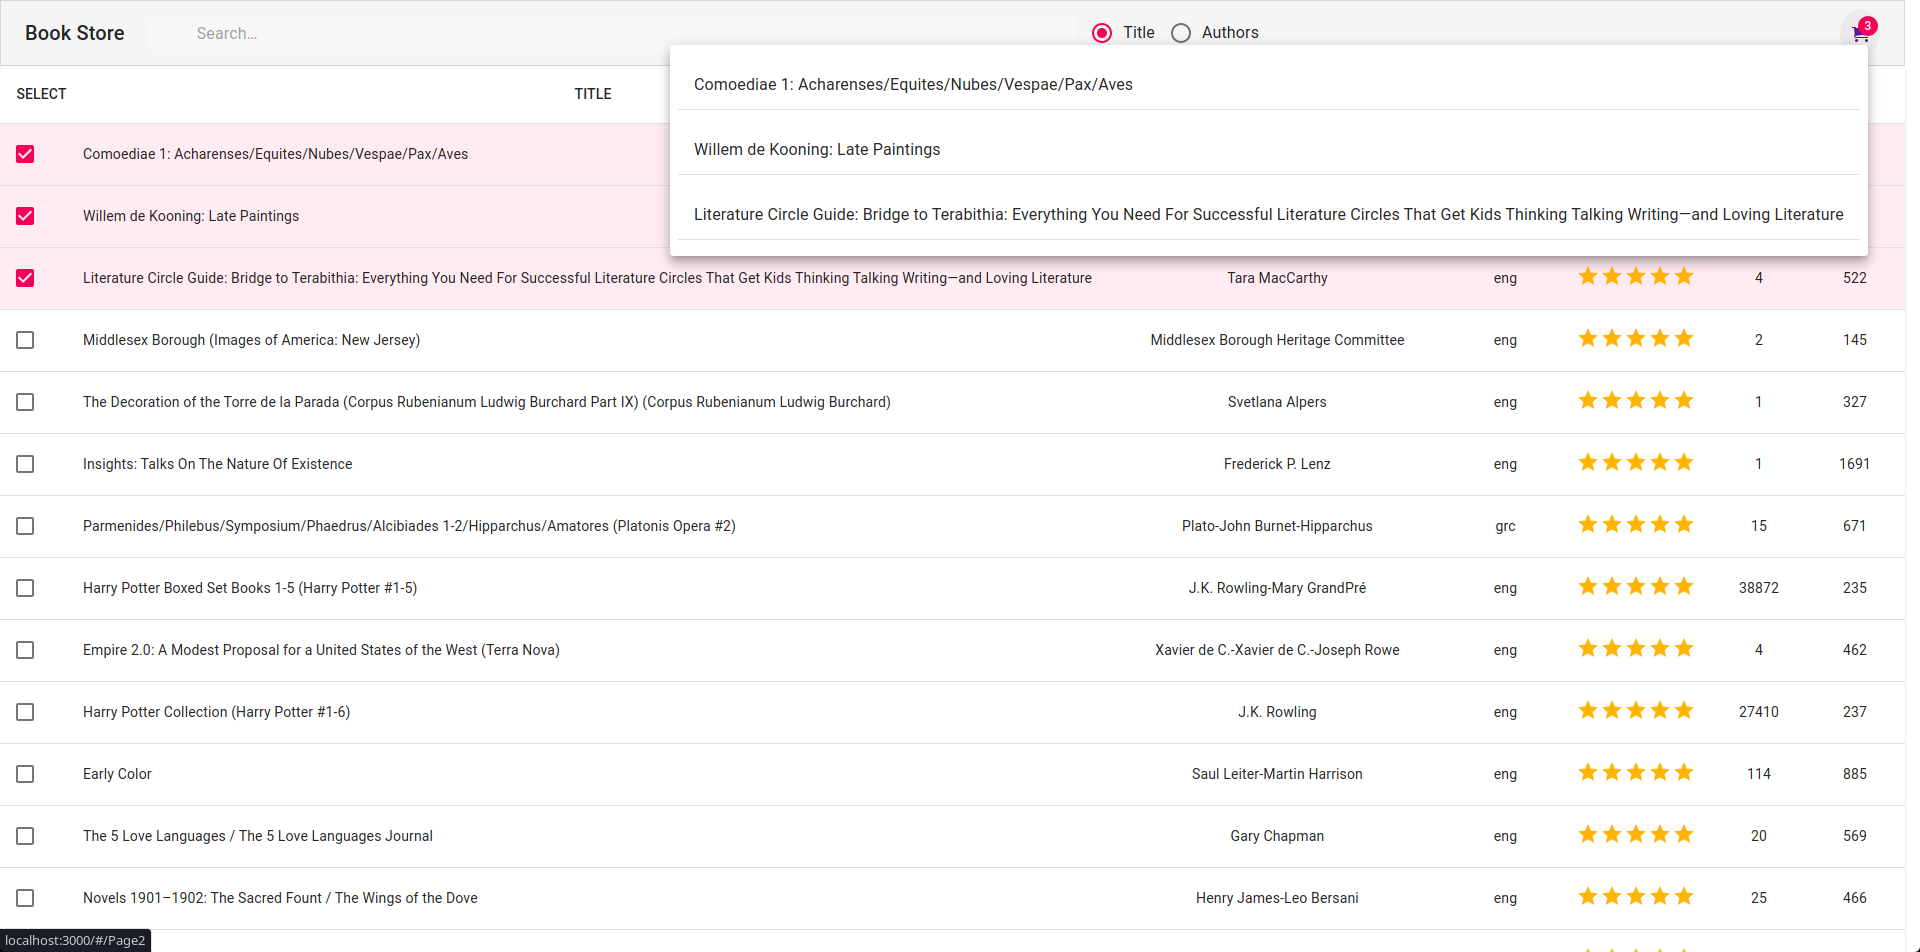 Book Store Search... Title Authors 3
SELECT TITLE
Comoediae 1: Acharenses/Equites/Nubes/Vespae/Pax/Aves
Willem de Kooning: Late Paintings
Literature Circle Guide: Bridge to Terabithia: Everything You Need For Successful Literature Circles That Get Kids Thinking Talking Writing—and Loving Literature
Comoediae 1: Acharenses/Equites/Nubes/Vespae/Pax/Aves
Willem de Kooning: Late Paintings
Literature Circle Guide: Bridge to Terabithia: Everything You Need For Successful Literature Circles That Get Kids Thinking Talking Writing—and Loving Literature Tara MacCarthy eng 4 522
Middlesex Borough (Images of America: New Jersey) Middlesex Borough Heritage Committee eng 2 145
The Decoration of the Torre de la Parada (Corpus Rubenianum Ludwig Burchard Part IX) (Corpus Rubenianum Ludwig Burchard) Svetlana Alpers eng 1 327
Insights: Talks On The Nature Of Existence Frederick P. Lenz eng 1 1691
Parmenides/Philebus/Symposium/Phaedrus/Alcibiades 1-2/Hipparchus/Amatores (Platonis Opera #2) Plato-John Burnet-Hipparchus grc 15 671
Harry Potter Boxed Set Books 1-5 (Harry Potter #1-5) J.K. Rowling-Mary GrandPré eng 38872 235
Empire 2.0: A Modest Proposal for a United States of the West (Terra Nova) Xavier de C.-Xavier de C.-Joseph Rowe eng 4 462
Harry Potter Collection (Harry Potter #1-6) J.K. Rowling eng 27410 237
Early Color Saul Leiter-Martin Harrison eng 114 885
The 5 Love Languages / The 5 Love Languages Journal Gary Chapman eng 20 569
Novels 1901–1902: The Sacred Fount / The Wings of the Dove Henry James-Leo Bersani eng 25 466
localhost:3000/#/Page2